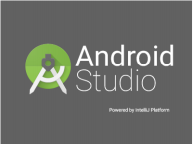 Android
Studio
Powered by IntelliJ Platform